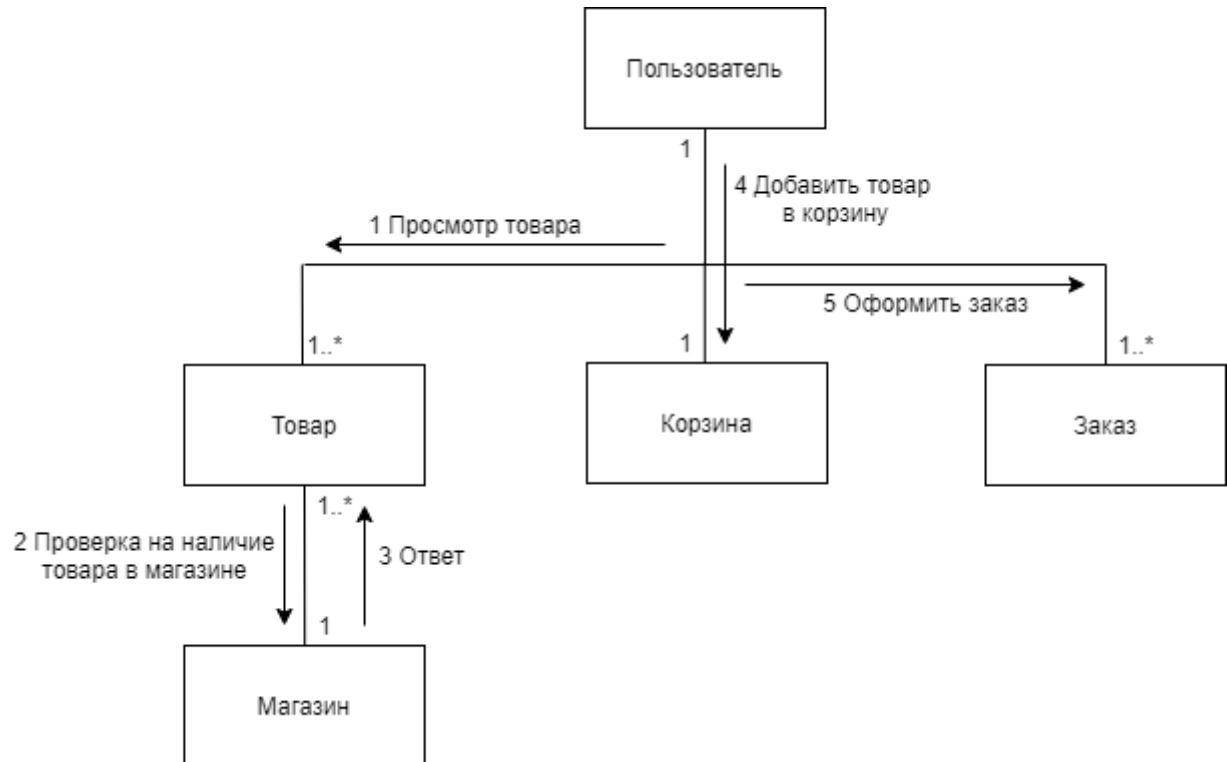 Пользователь
1
4 Добавить товар
в корзину
1 Просмотр товара
5 Оформить заказ
1..*
1
1..*
Товар
Корзина
Заказ
1..*
2 Проверка на наличие
товара в магазине
3 Ответ
1
Магазин